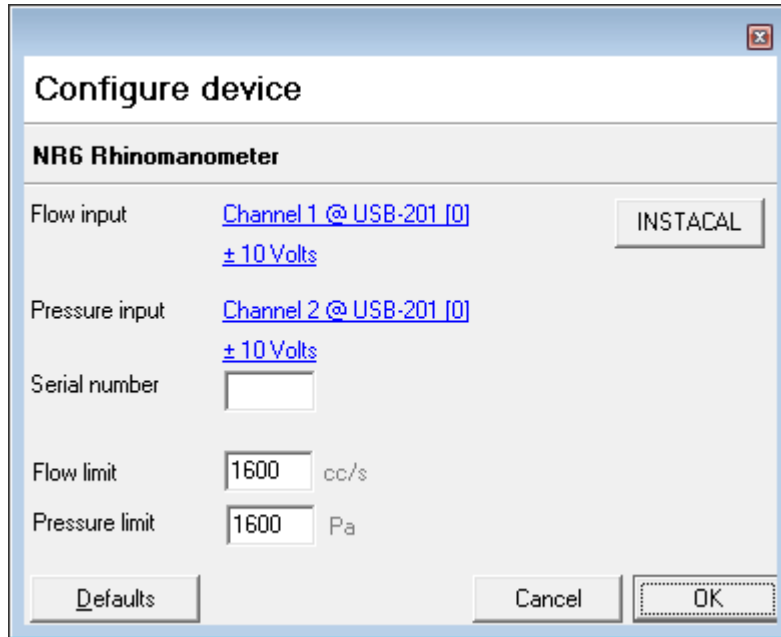 Configure device
NR6 Rhinomanometer
Flow input Channel 1 @ USB-201 [0] INSTACAL
± 10 Volts
Pressure input Channel 2 @ USB-201 [0]
± 10 Volts
Serial number
Flow limit 1600 cc/s
Pressure limit 1600 Pa
Defaults Cancel OK